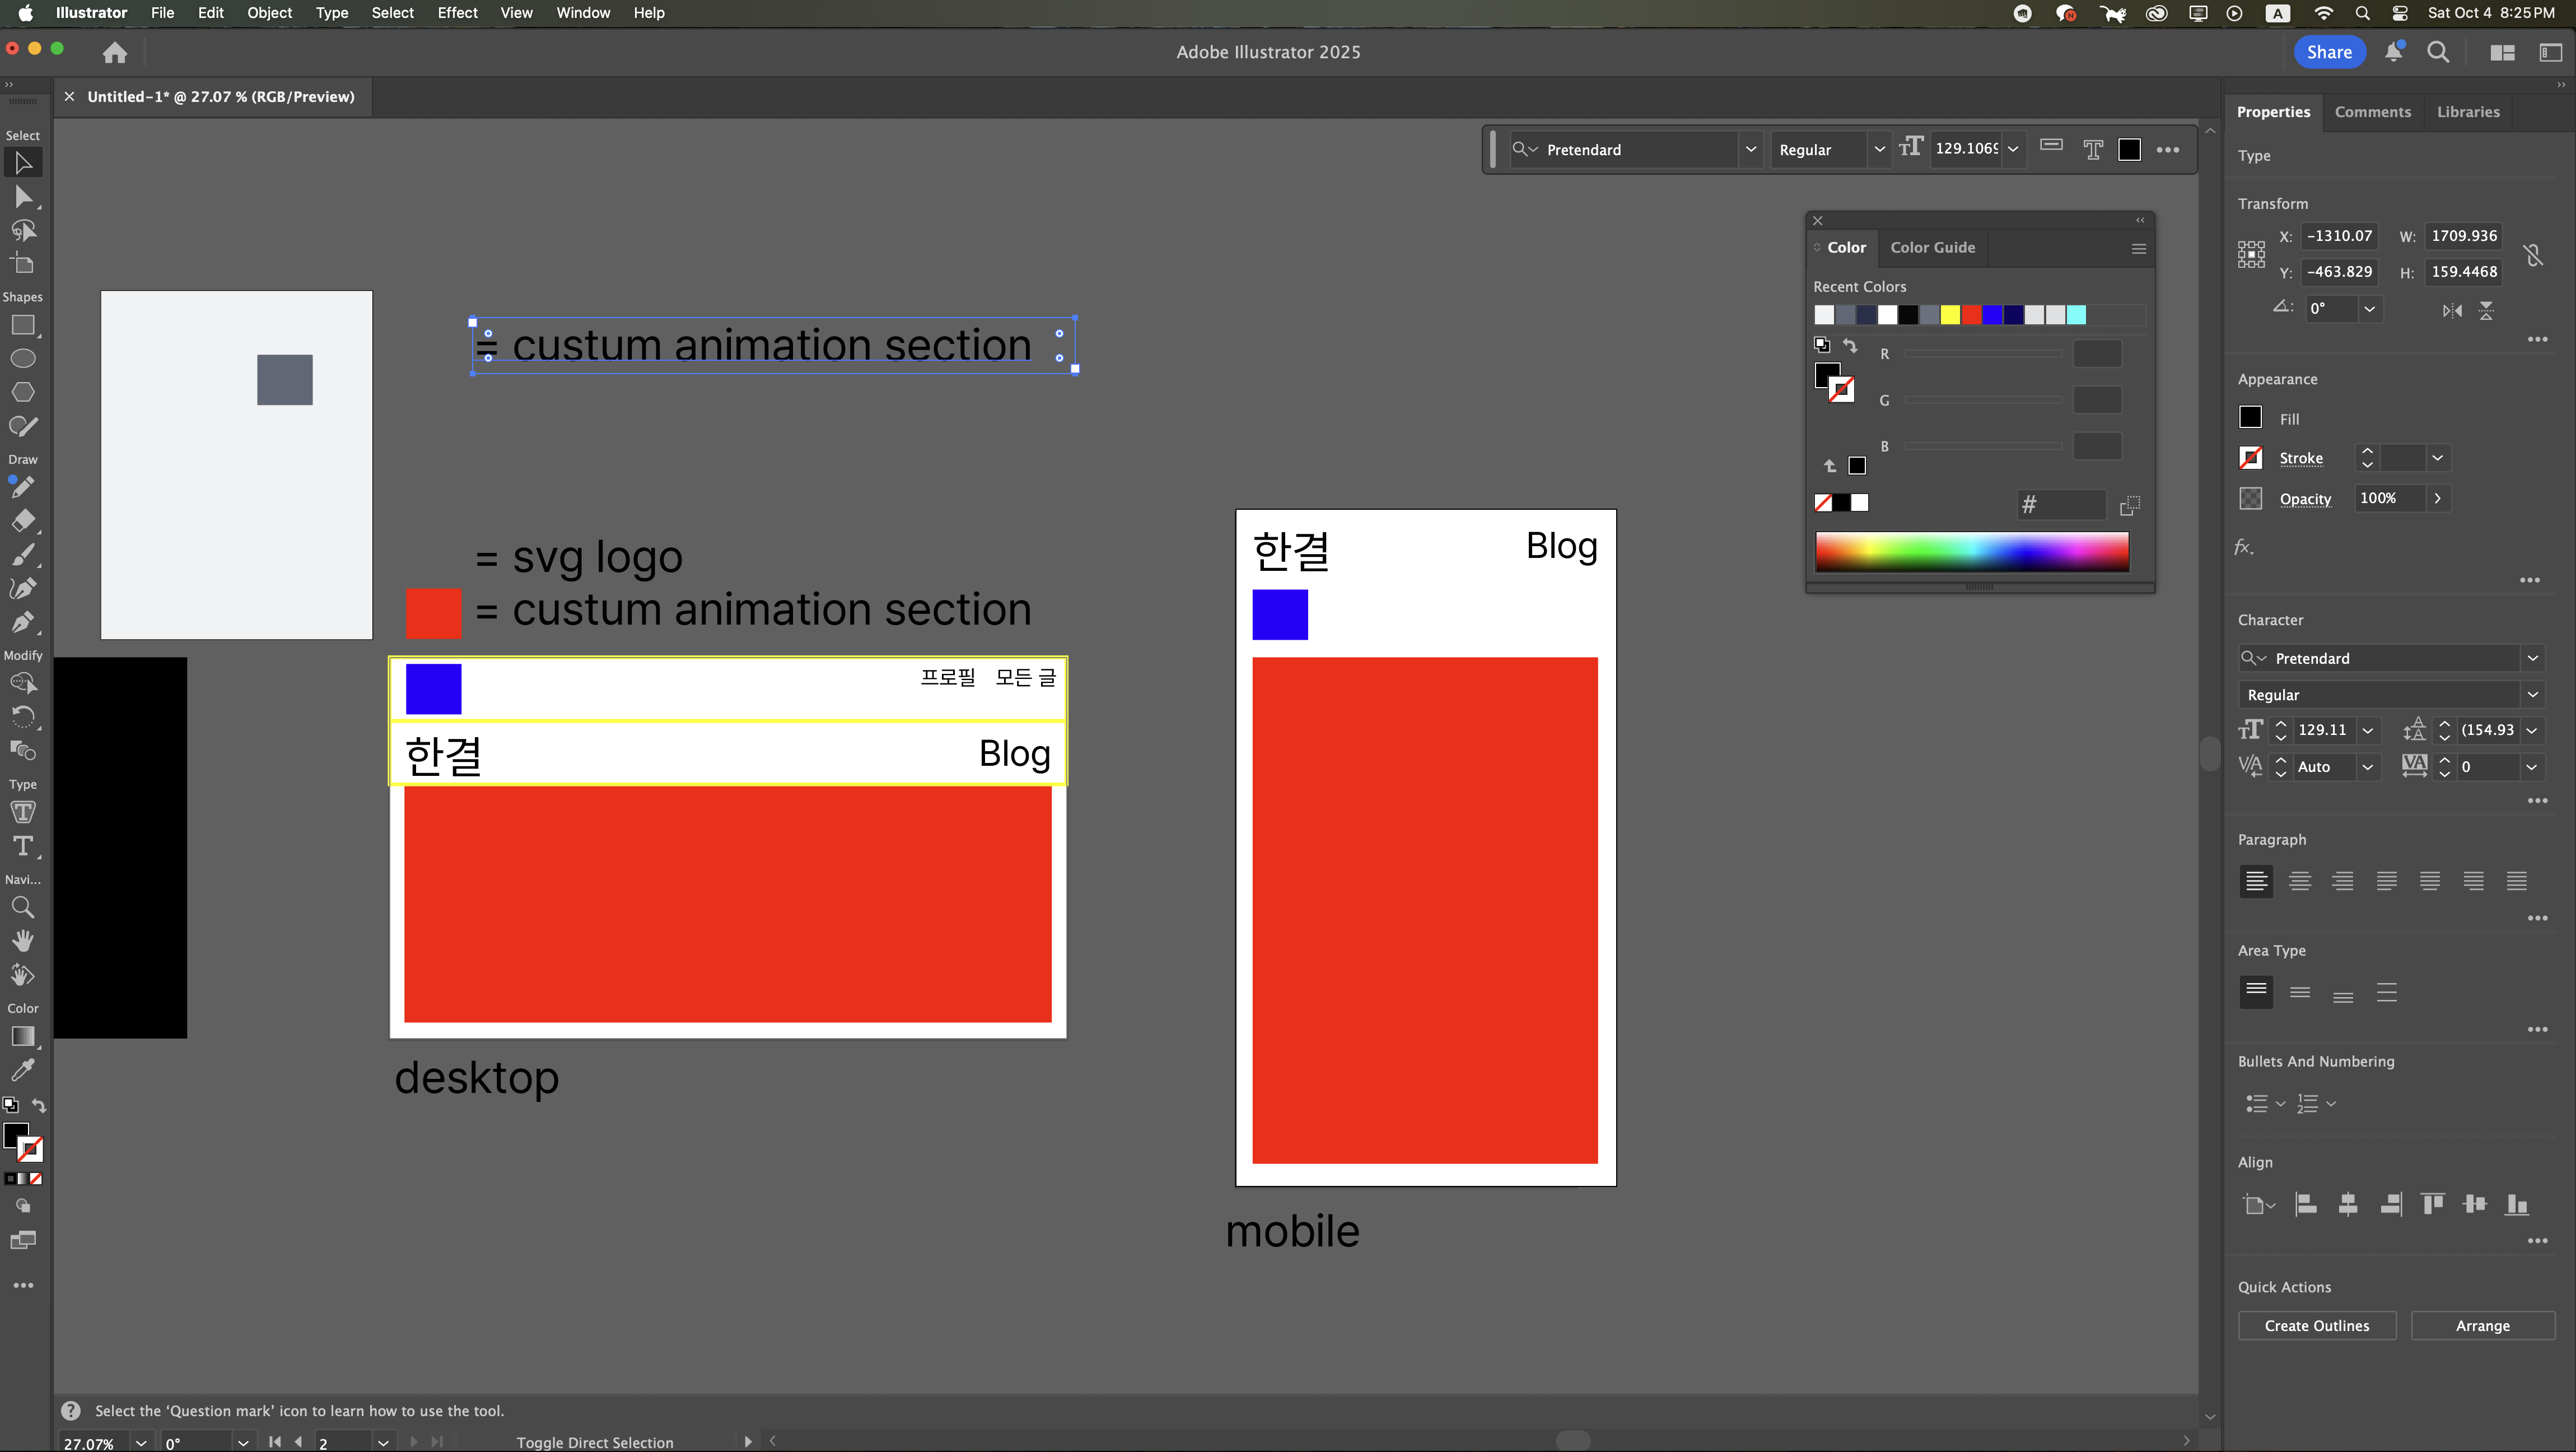 Illustrator File Edit Object Type Select Effect View Window Help
A Sat Oct 4 8:25 PM
Adobe Illustrator 2025
Share
Untitled-1* @ 27.07 % (RGB/Preview)
Pretendard Regular 129.1069
Properties Comments Libraries
Select
Shapes
Draw
Modify
Type
Navi...
Color
= custum animation section
= svg logo
= custum animation section
프로필 모든 글
한결 Blog
desktop
한결 Blog
mobile
Color Color Guide
Recent Colors
R
G
B
#
Type
Transform
X: -1310.07 W: 1709.936
Y: -463.829 H: 159.4468
0°
Appearance
Fill
Stroke
Opacity 100%
fx.
Character
Pretendard
Regular
129.11 (154.93
Auto 0
Paragraph
Area Type
Bullets And Numbering
Align
Quick Actions
Create Outlines Arrange
Select the ‘Question mark’ icon to learn how to use the tool.
27.07% 0° 2 Toggle Direct Selection